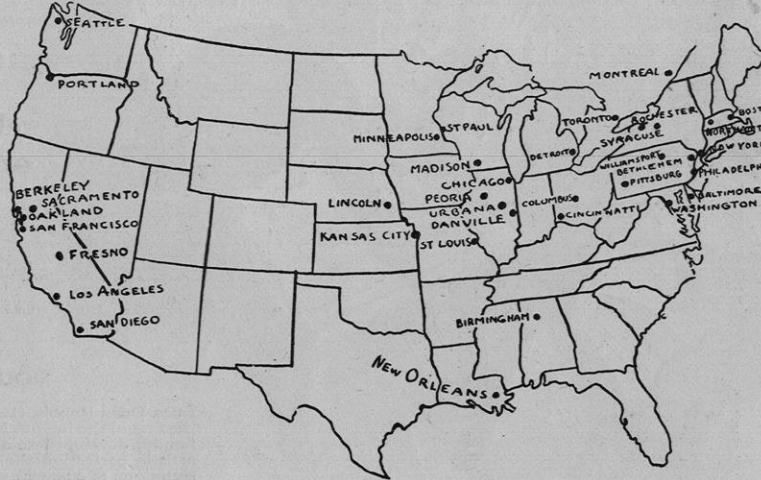 SEATTLE
PORTLAND
MONTREAL
TORONTO
ROCHESTER
BOST
SYRACUSE
MINNEAPOLIS
ST PAUL
NEW YORK
DETROIT
WILLIAMSPORT
BETHLEHEM
MADISON
CHICAGO
PITTSBURG
PHILADELPH
BERKELEY
SACRAMENTO
OAKLAND
SAN FRANCISCO
LINCOLN
PEORIA
COLUMBUS
BALTIMORE
URBANA
WASHINGTON
DANVILLE
CINCINNATTI
KANSAS CITY
ST LOUIS
FRESNO
LOS ANGELES
SAN DIEGO
BIRMINGHAM
NEW ORLEANS